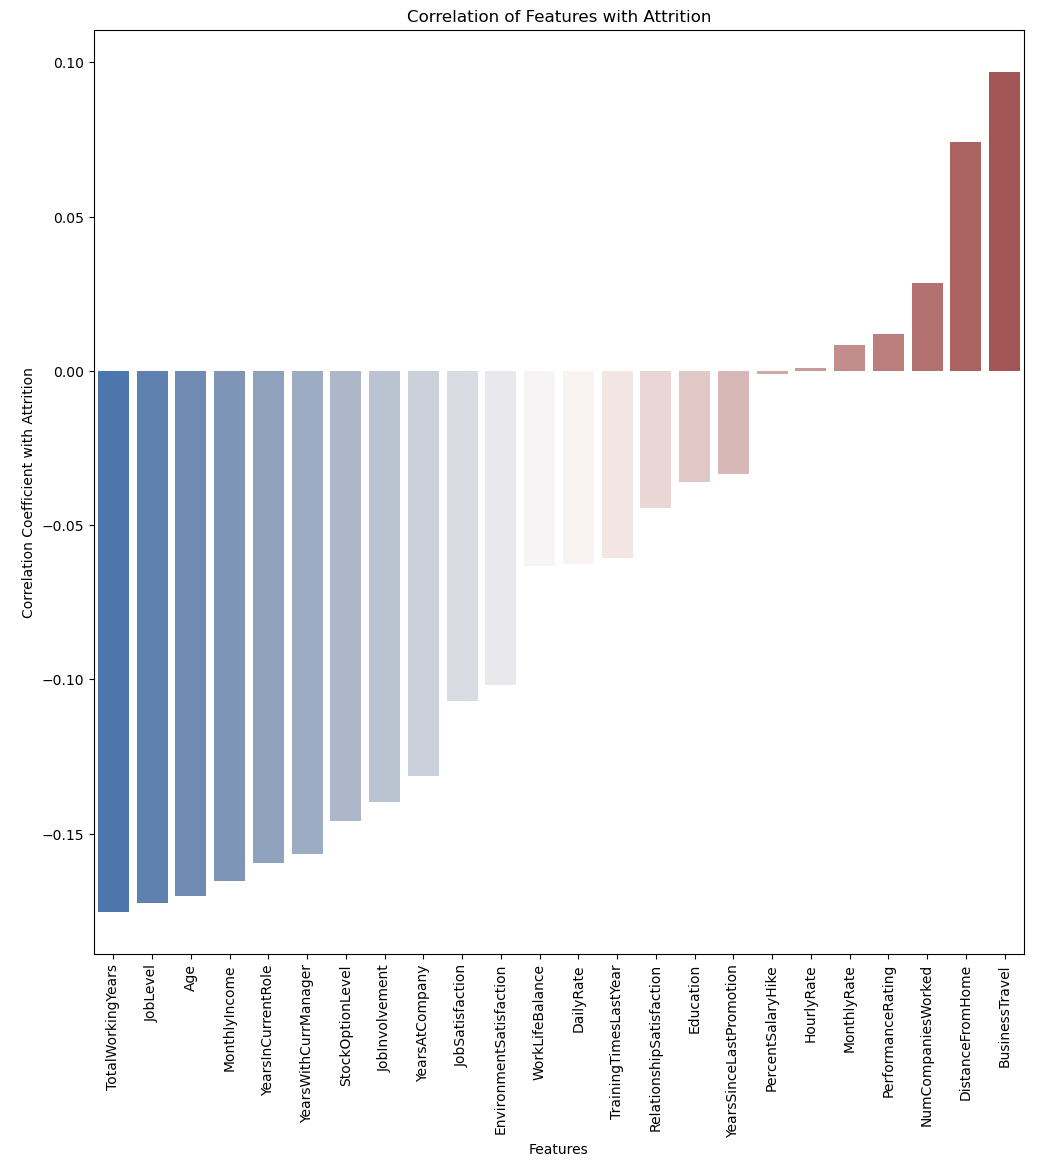 Correlation of Features with Attrition
Correlation Coefficient with Attrition
0.10
0.05
0.00
−0.05
−0.10
−0.15
TotalWorkingYears
JobLevel
Age
MonthlyIncome
YearsInCurrentRole
YearsWithCurrManager
StockOptionLevel
JobInvolvement
YearsAtCompany
JobSatisfaction
EnvironmentSatisfaction
WorkLifeBalance
DailyRate
TrainingTimesLastYear
RelationshipSatisfaction
Education
YearsSinceLastPromotion
PercentSalaryHike
HourlyRate
MonthlyRate
PerformanceRating
NumCompaniesWorked
DistanceFromHome
BusinessTravel
Features